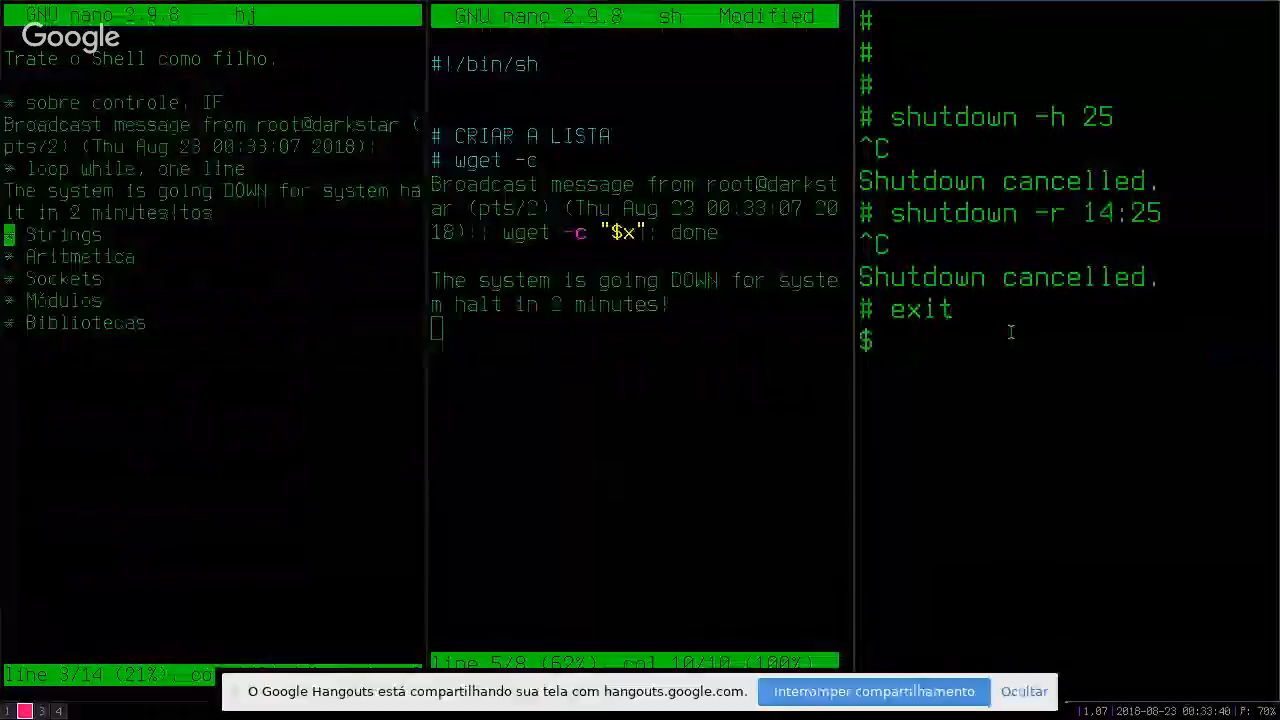 GNU nano 2.9.8 hj
Google
Trate o Shell como filho.
* sobre controle, IF
Broadcast message from root@darkstar (
pts/2) (Thu Aug 23 00:33:07 2018):
* loop while, one line
The system is going DOWN for system ha
lt in 2 minutes!tos
* Strings
* Aritmetica
* Sockets
* Módulos
* Bibliotecas
line 3/14 (21%), co
GNU nano 2.9.8 sh Modified
#!/bin/sh
# CRIAR A LISTA
# wget -c
Broadcast message from root@darkst
ar (pts/2) (Thu Aug 23 00:33:07 20
18):; wget -c "$x"; done
The system is going DOWN for syste
m halt in 2 minutes!
line 5/8 (62%), col 10/10 (100%),
#
#
#
# shutdown -h 25
^C
Shutdown cancelled.
# shutdown -r 14:25
^C
Shutdown cancelled.
# exit
$
O Google Hangouts está compartilhando sua tela com hangouts.google.com.
Interromper compartilhamento
Ocultar
1 3 4
1,07 | 2018-08-23 00:33:40 | P: 70%